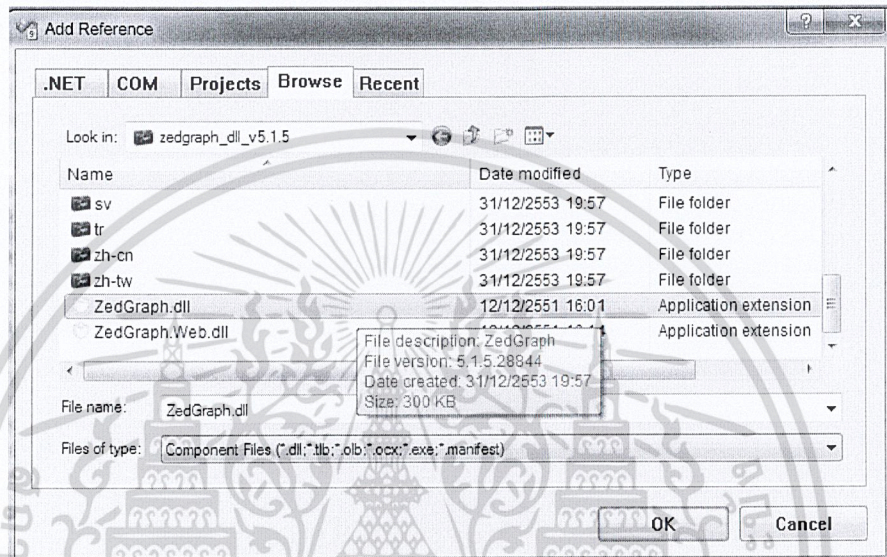 Add Reference
.NET COM Projects Browse Recent
Look in: zedgraph_dll_v5.1.5
Name Date modified Type
sv 31/12/2553 19:57 File folder
tr 31/12/2553 19:57 File folder
zh-cn 31/12/2553 19:57 File folder
zh-tw 31/12/2553 19:57 File folder
ZedGraph.dll 12/12/2551 16:01 Application extension
ZedGraph.Web.dll Application extension
File description: ZedGraph
File version: 5.1.5.28844
Date created: 31/12/2553 19:57
Size: 300 KB
File name: ZedGraph.dll
Files of type: Component Files (*.dll;*.tlb;*.olb;*.ocx;*.exe;*.manifest)
OK Cancel